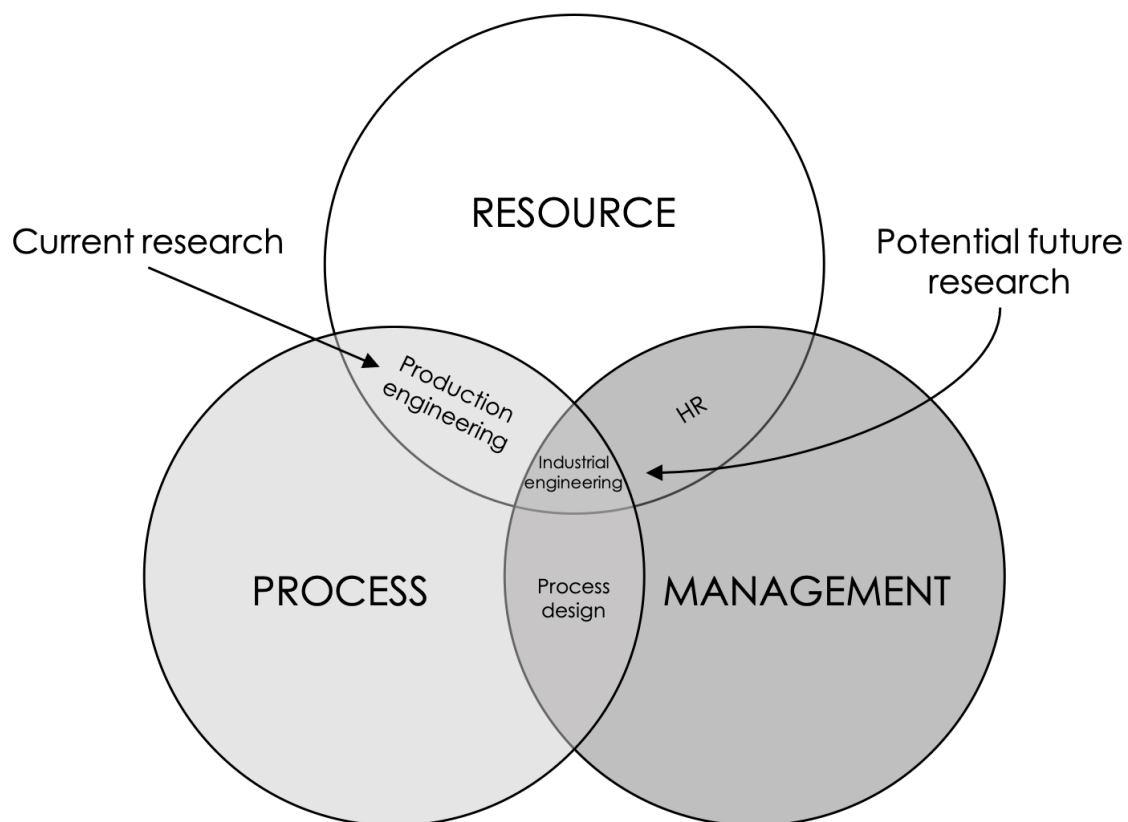 RESOURCE
Current research
Potential future
research
Production
engineering
HR
Industrial
engineering
PROCESS
Process
design
MANAGEMENT